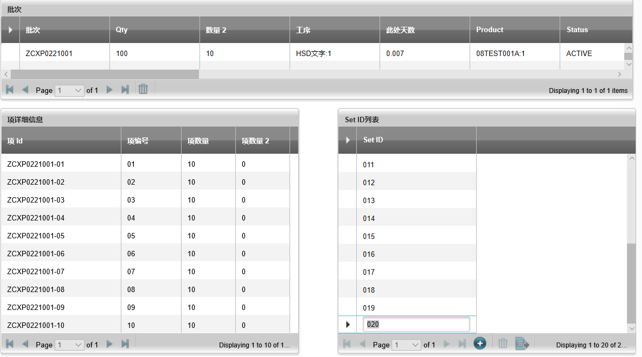 批次
批次 Qty 数量 2 工序 此处天数 Product Status
ZCXP0221001 100 10 HSD文字:1 0.007 08TEST001A:1 ACTIVE
Page 1 of 1 Displaying 1 to 1 of 1 items
项详细信息
项 Id 项编号 项数量 项数量 2
ZCXP0221001-01 01 10 0
ZCXP0221001-02 02 10 0
ZCXP0221001-03 03 10 0
ZCXP0221001-04 04 10 0
ZCXP0221001-05 05 10 0
ZCXP0221001-06 06 10 0
ZCXP0221001-07 07 10 0
ZCXP0221001-08 08 10 0
ZCXP0221001-09 09 10 0
ZCXP0221001-10 10 10 0
Page 1 of 1 Displaying 1 to 10 of 1...
Set ID列表
Set ID
011
012
013
014
015
016
017
018
019
020
Page 1 of 1 Displaying 1 to 20 of 2...